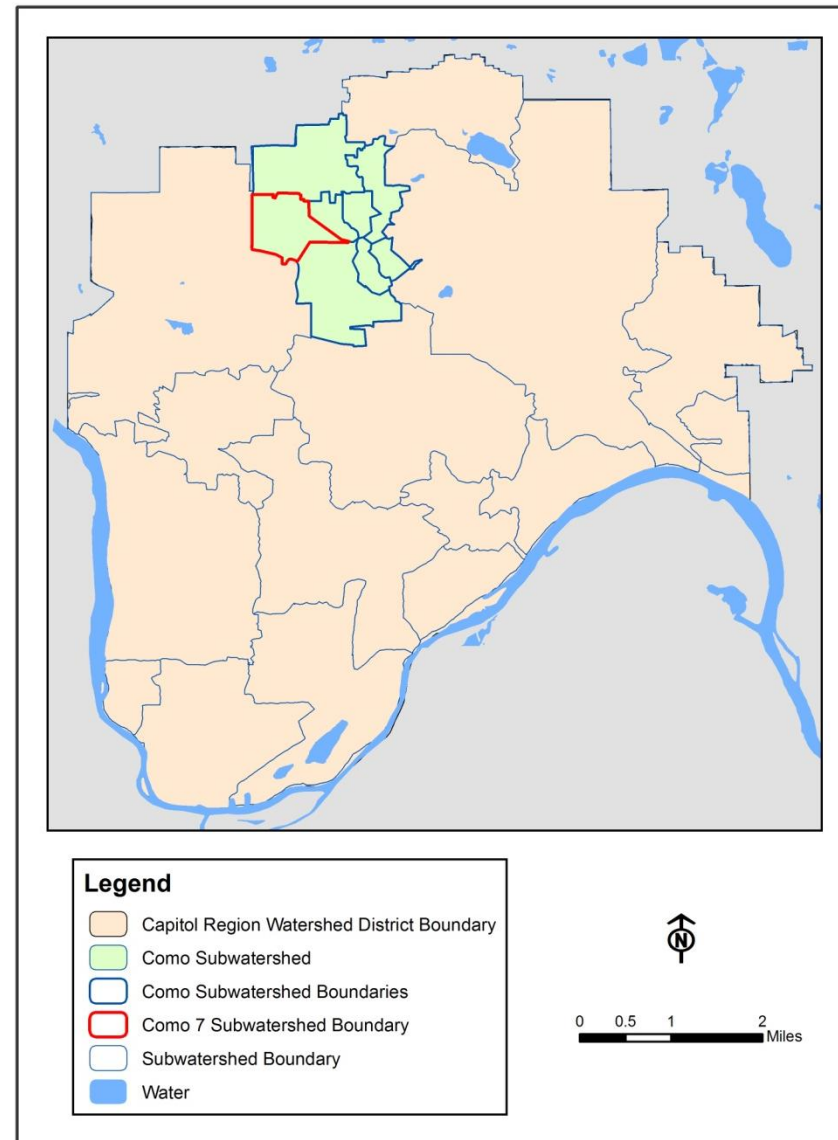 Legend
Capitol Region Watershed District Boundary
Como Subwatershed
Como Subwatershed Boundaries
Como 7 Subwatershed Boundary
Subwatershed Boundary
Water
N
0 0.5 1 2
Miles